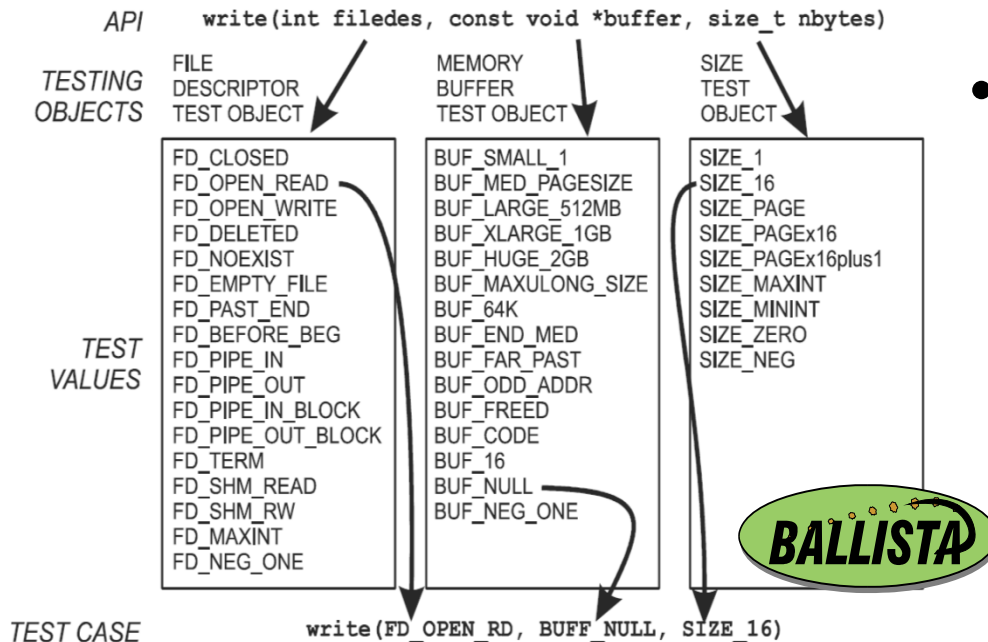 API
write(int filedes, const void *buffer, size_t nbytes)
TESTING
OBJECTS
FILE
DESCRIPTOR
TEST OBJECT
MEMORY
BUFFER
TEST OBJECT
SIZE
TEST
OBJECT
•
TEST
VALUES
FD_CLOSED
FD_OPEN_READ
FD_OPEN_WRITE
FD_DELETED
FD_NOEXIST
FD_EMPTY_FILE
FD_PAST_END
FD_BEFORE_BEG
FD_PIPE_IN
FD_PIPE_OUT
FD_PIPE_IN_BLOCK
FD_PIPE_OUT_BLOCK
FD_TERM
FD_SHM_READ
FD_SHM_RW
FD_MAXINT
FD_NEG_ONE
BUF_SMALL_1
BUF_MED_PAGESIZE
BUF_LARGE_512MB
BUF_XLARGE_1GB
BUF_HUGE_2GB
BUF_MAXULONG_SIZE
BUF_64K
BUF_END_MED
BUF_FAR_PAST
BUF_ODD_ADDR
BUF_FREED
BUF_CODE
BUF_16
BUF_NULL
BUF_NEG_ONE
SIZE_1
SIZE_16
SIZE_PAGE
SIZE_PAGEx16
SIZE_PAGEx16plus1
SIZE_MAXINT
SIZE_MININT
SIZE_ZERO
SIZE_NEG
BALLISTA
TEST CASE
write(FD_OPEN_RD, BUFF_NULL, SIZE_16)